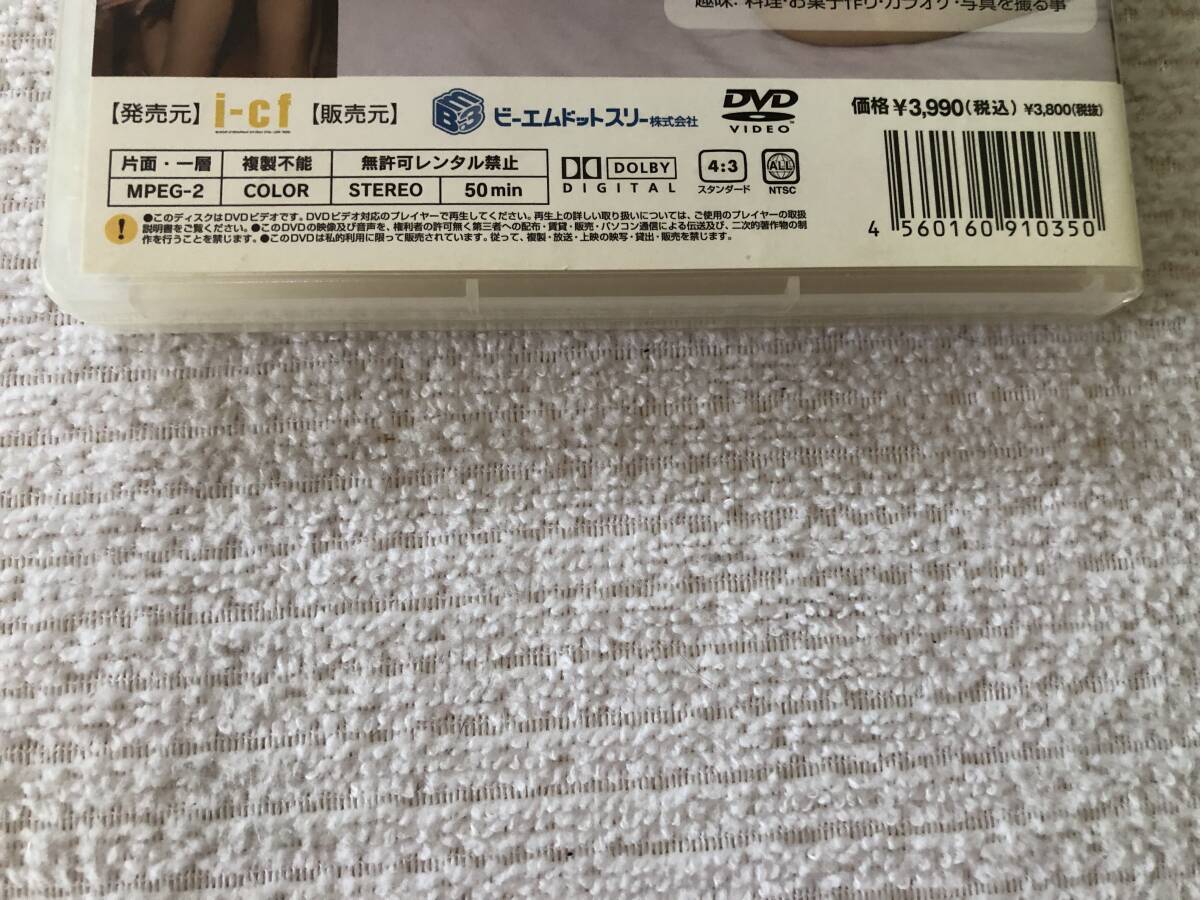 趣味: 料理・お菓子作り・カラオケ・写真を撮る事
【発売元】 i-cf 【販売元】 BM3 ビーエムドットスリー株式会社 DVD VIDEO 価格 ¥3,990(税込) ¥3,800(税抜)
片面・一層 複製不能 無許可レンタル禁止
MPEG-2 COLOR STEREO 50min
DOLBY DIGITAL 4:3 スタンダード ALL NTSC
●このディスクはDVDビデオです。DVDビデオ対応のプレイヤーで再生してください。再生上の詳しい取り扱いについては、ご使用のプレイヤーの取扱
説明書をご覧ください。●このDVDの映像及び音声を、権利者の許可無く第三者への配布・賃貸・販売・パソコン通信による伝送及び、二次的著作物の制
作を行うことを禁じます。●このDVDは私的利用に限って販売されています。従って、複製・放送・上映の映写・貸出・販売を禁じます。
4 560160 910350